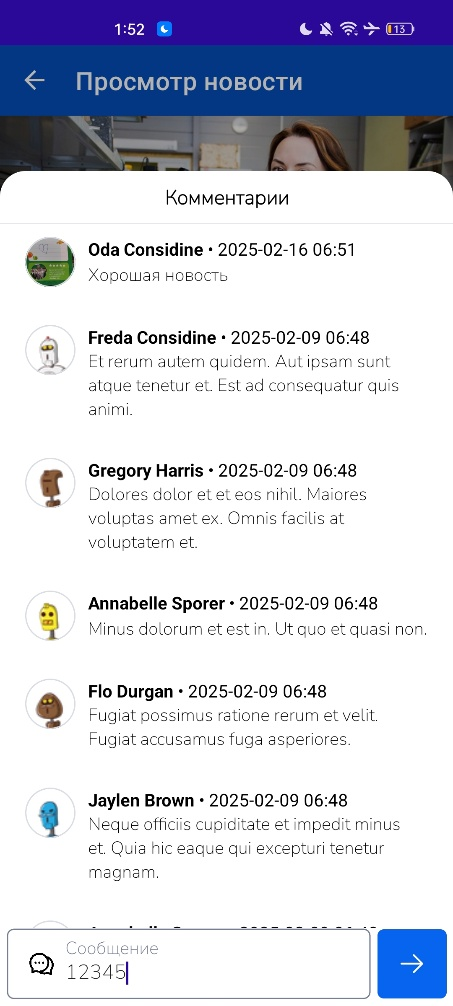 1:52
13
Просмотр новости
Комментарии
Oda Considine • 2025-02-16 06:51
Хорошая новость
Freda Considine • 2025-02-09 06:48
Et rerum autem quidem. Aut ipsam sunt
atque tenetur et. Est ad consequatur quis
animi.
Gregory Harris • 2025-02-09 06:48
Dolores dolor et et eos nihil. Maiores
voluptas amet ex. Omnis facilis at
voluptatem et.
Annabelle Sporer • 2025-02-09 06:48
Minus dolorum et est in. Ut quo et quasi non.
Flo Durgan • 2025-02-09 06:48
Fugiat possimus ratione rerum et velit.
Fugiat accusamus fuga asperiores.
Jaylen Brown • 2025-02-09 06:48
Neque officiis cupiditate et impedit minus
et. Quia hic eaque qui excepturi tenetur
magnam.
Сообщение
12345